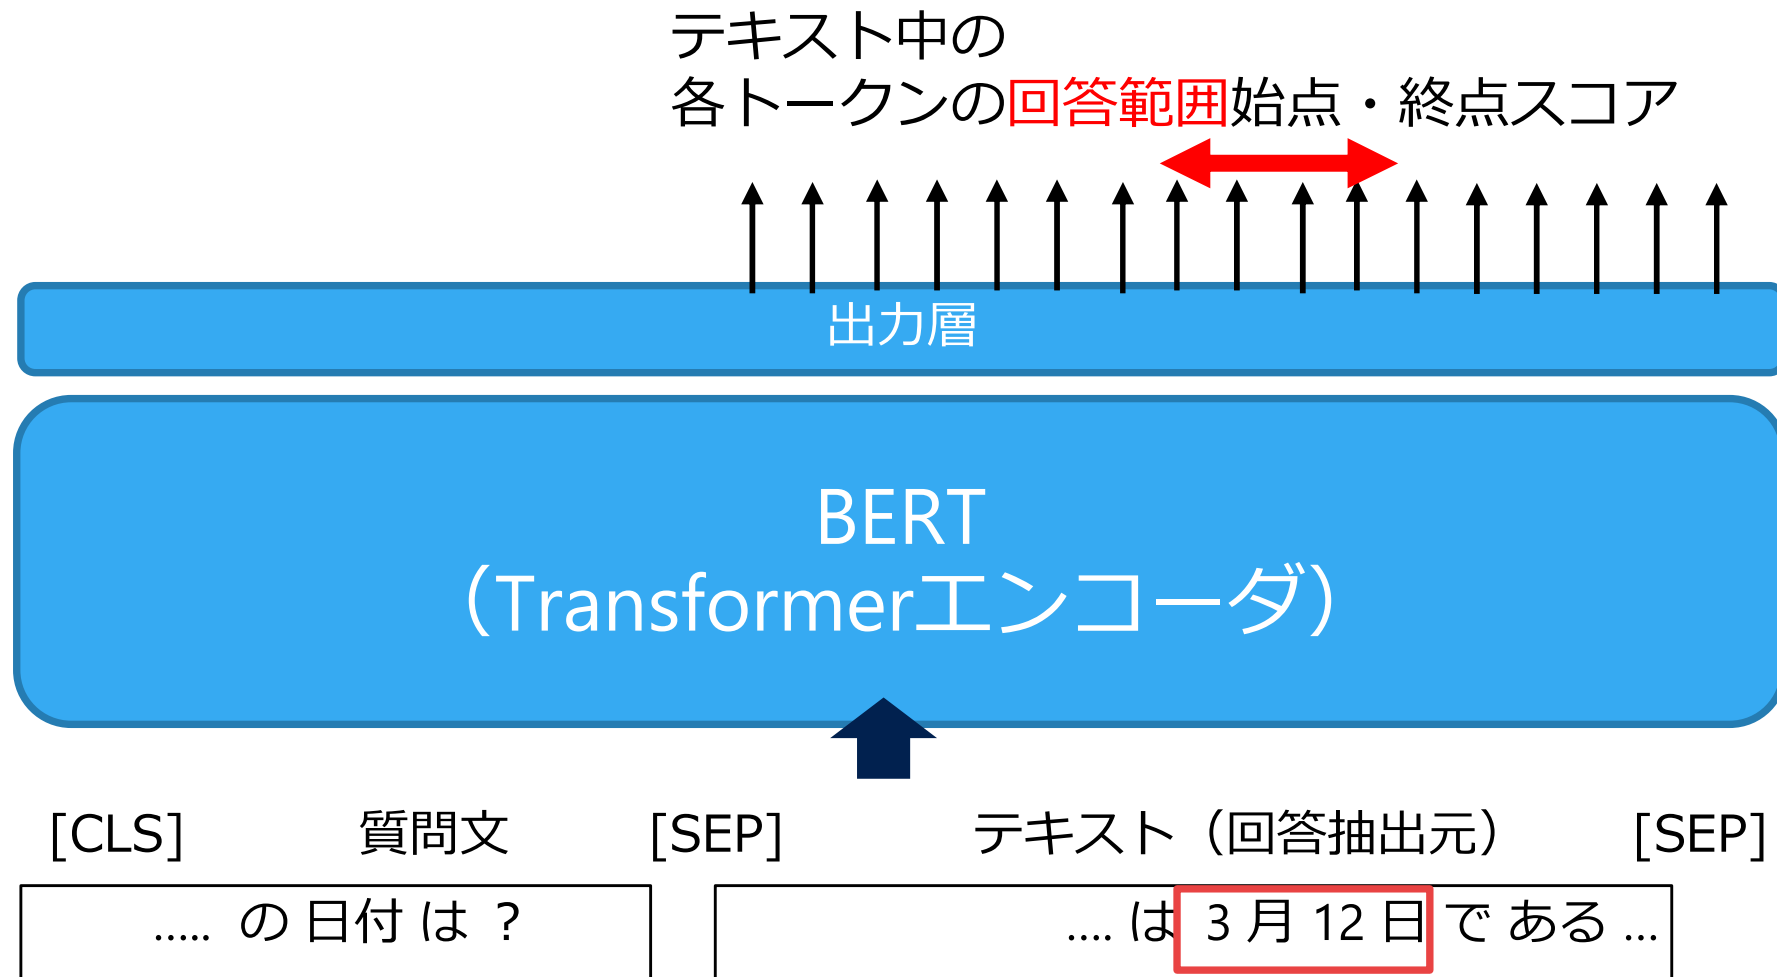 テキスト中の
各トークンの回答範囲始点・終点スコア
出力層
BERT
（Transformerエンコーダ）
[CLS] 質問文 [SEP] テキスト（回答抽出元） [SEP]
..... の 日付 は ？ .... は 3 月 12 日 で ある ...